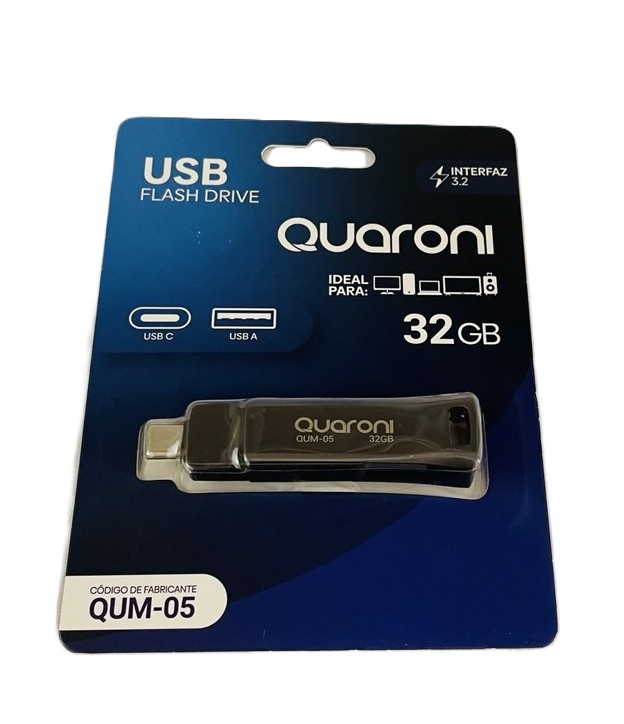 USB
FLASH DRIVE
INTERFAZ
3.2
Quaroni
IDEAL
PARA:
32GB
USB C
USB A
Quaroni
QUM-05 32GB
CÓDIGO DE FABRICANTE
QUM-05